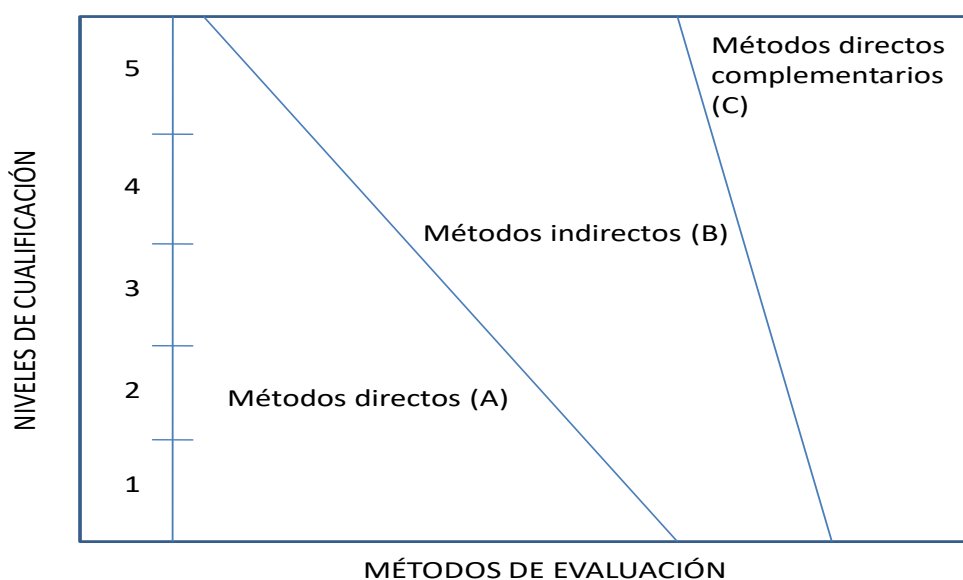 NIVELES DE CUALIFICACIÓN
5
4
3
2
1
Métodos directos
complementarios
(C)
Métodos indirectos (B)
Métodos directos (A)
MÉTODOS DE EVALUACIÓN